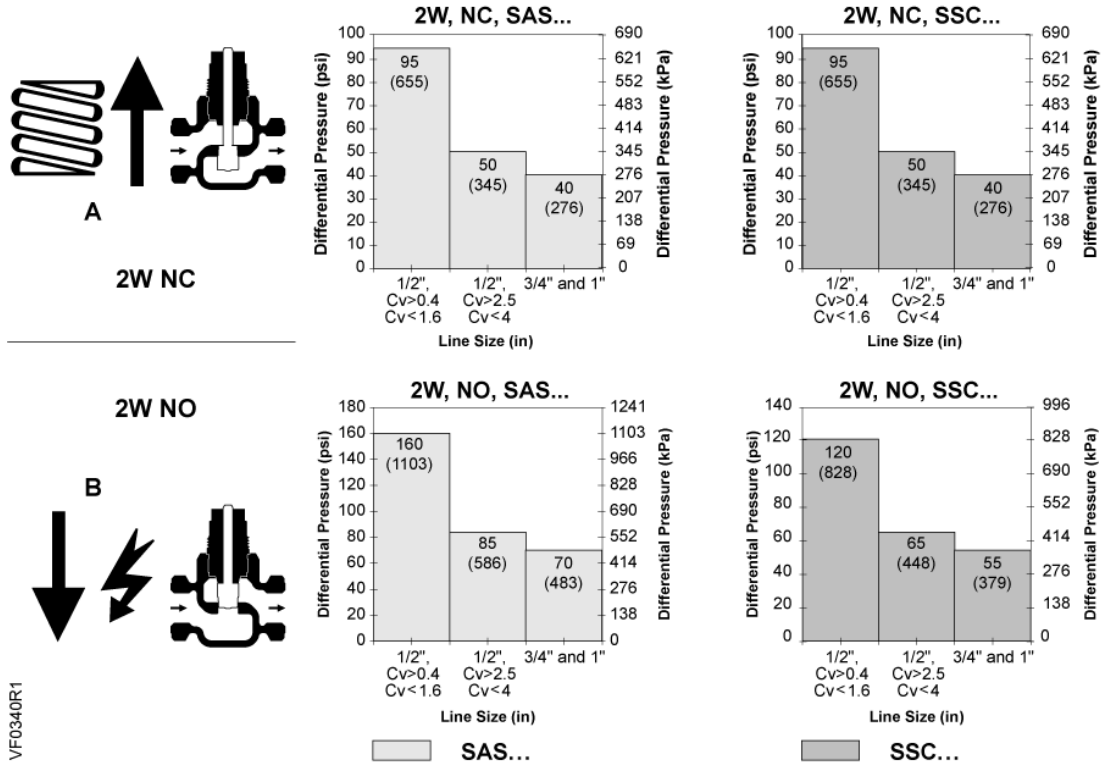 A
2W NC
2W, NC, SAS...
Differential Pressure (psi)
100
90
80
70
60
50
40
30
20
10
0
95
(655)
50
(345)
40
(276)
690
621
552
483
414
345
276
207
138
69
0
Differential Pressure (kPa)
1/2", Cv>0.4 Cv<1.6
1/2", Cv>2.5 Cv<4
3/4" and 1"
Line Size (in)
2W, NC, SSC...
Differential Pressure (psi)
100
90
80
70
60
50
40
30
20
10
0
95
(655)
50
(345)
40
(276)
690
621
552
483
414
345
276
207
138
69
0
Differential Pressure (kPa)
1/2", Cv>0.4 Cv<1.6
1/2", Cv>2.5 Cv<4
3/4" and 1"
Line Size (in)
2W NO
B
2W, NO, SAS...
Differential Pressure (psi)
180
160
140
120
100
80
60
40
20
0
160
(1103)
85
(586)
70
(483)
1241
1103
966
828
690
552
414
276
138
0
Differential Pressure (kPa)
1/2", Cv>0.4 Cv<1.6
1/2", Cv>2.5 Cv<4
3/4" and 1"
Line Size (in)
SAS...
2W, NO, SSC...
Differential Pressure (psi)
140
120
100
80
60
40
20
0
120
(828)
65
(448)
55
(379)
996
828
690
552
414
276
138
0
Differential Pressure (kPa)
1/2", Cv>0.4 Cv<1.6
1/2", Cv>2.5 Cv<4
3/4" and 1"
Line Size (in)
SSC...
VF0340R1